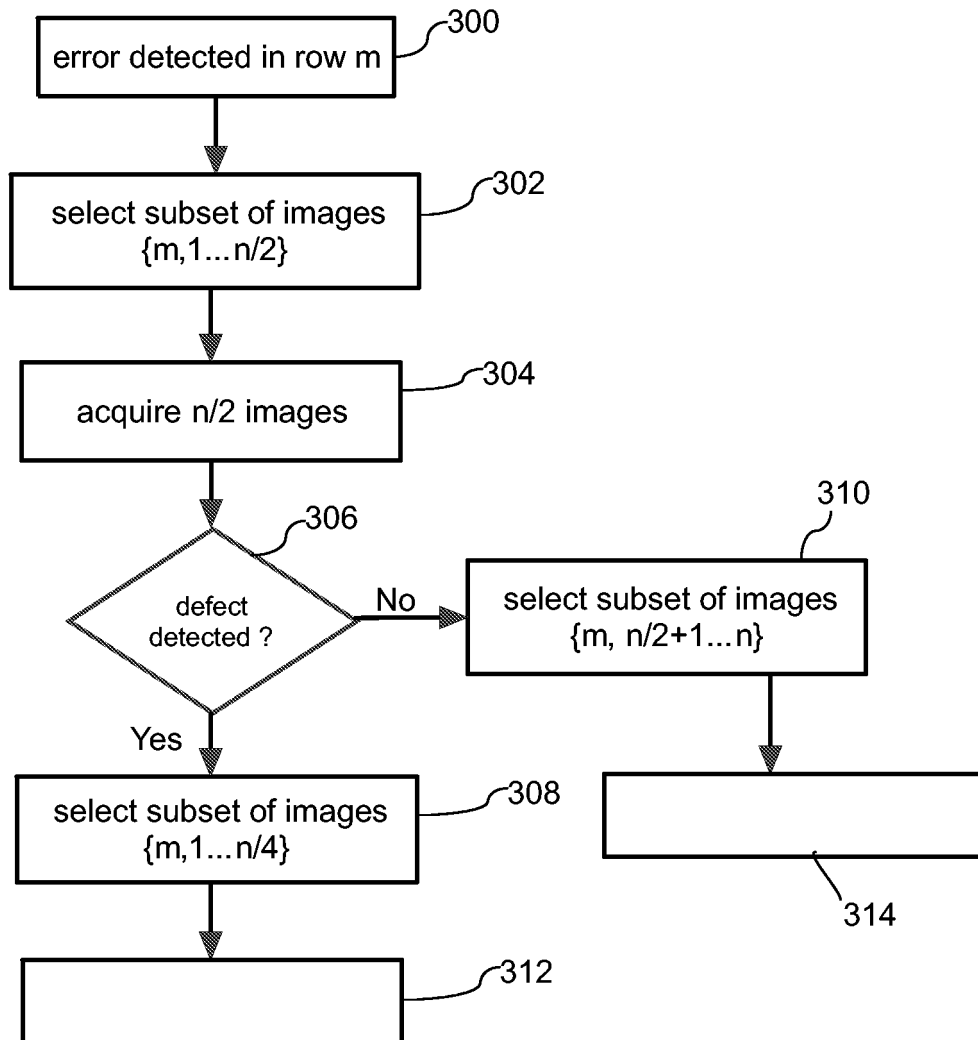 300
error detected in row m
302
select subset of images
{m,1...n/2}
304
acquire n/2 images
306
defect
detected ?
No
310
select subset of images
{m, n/2+1...n}
Yes
308
select subset of images
{m,1...n/4}
314
312